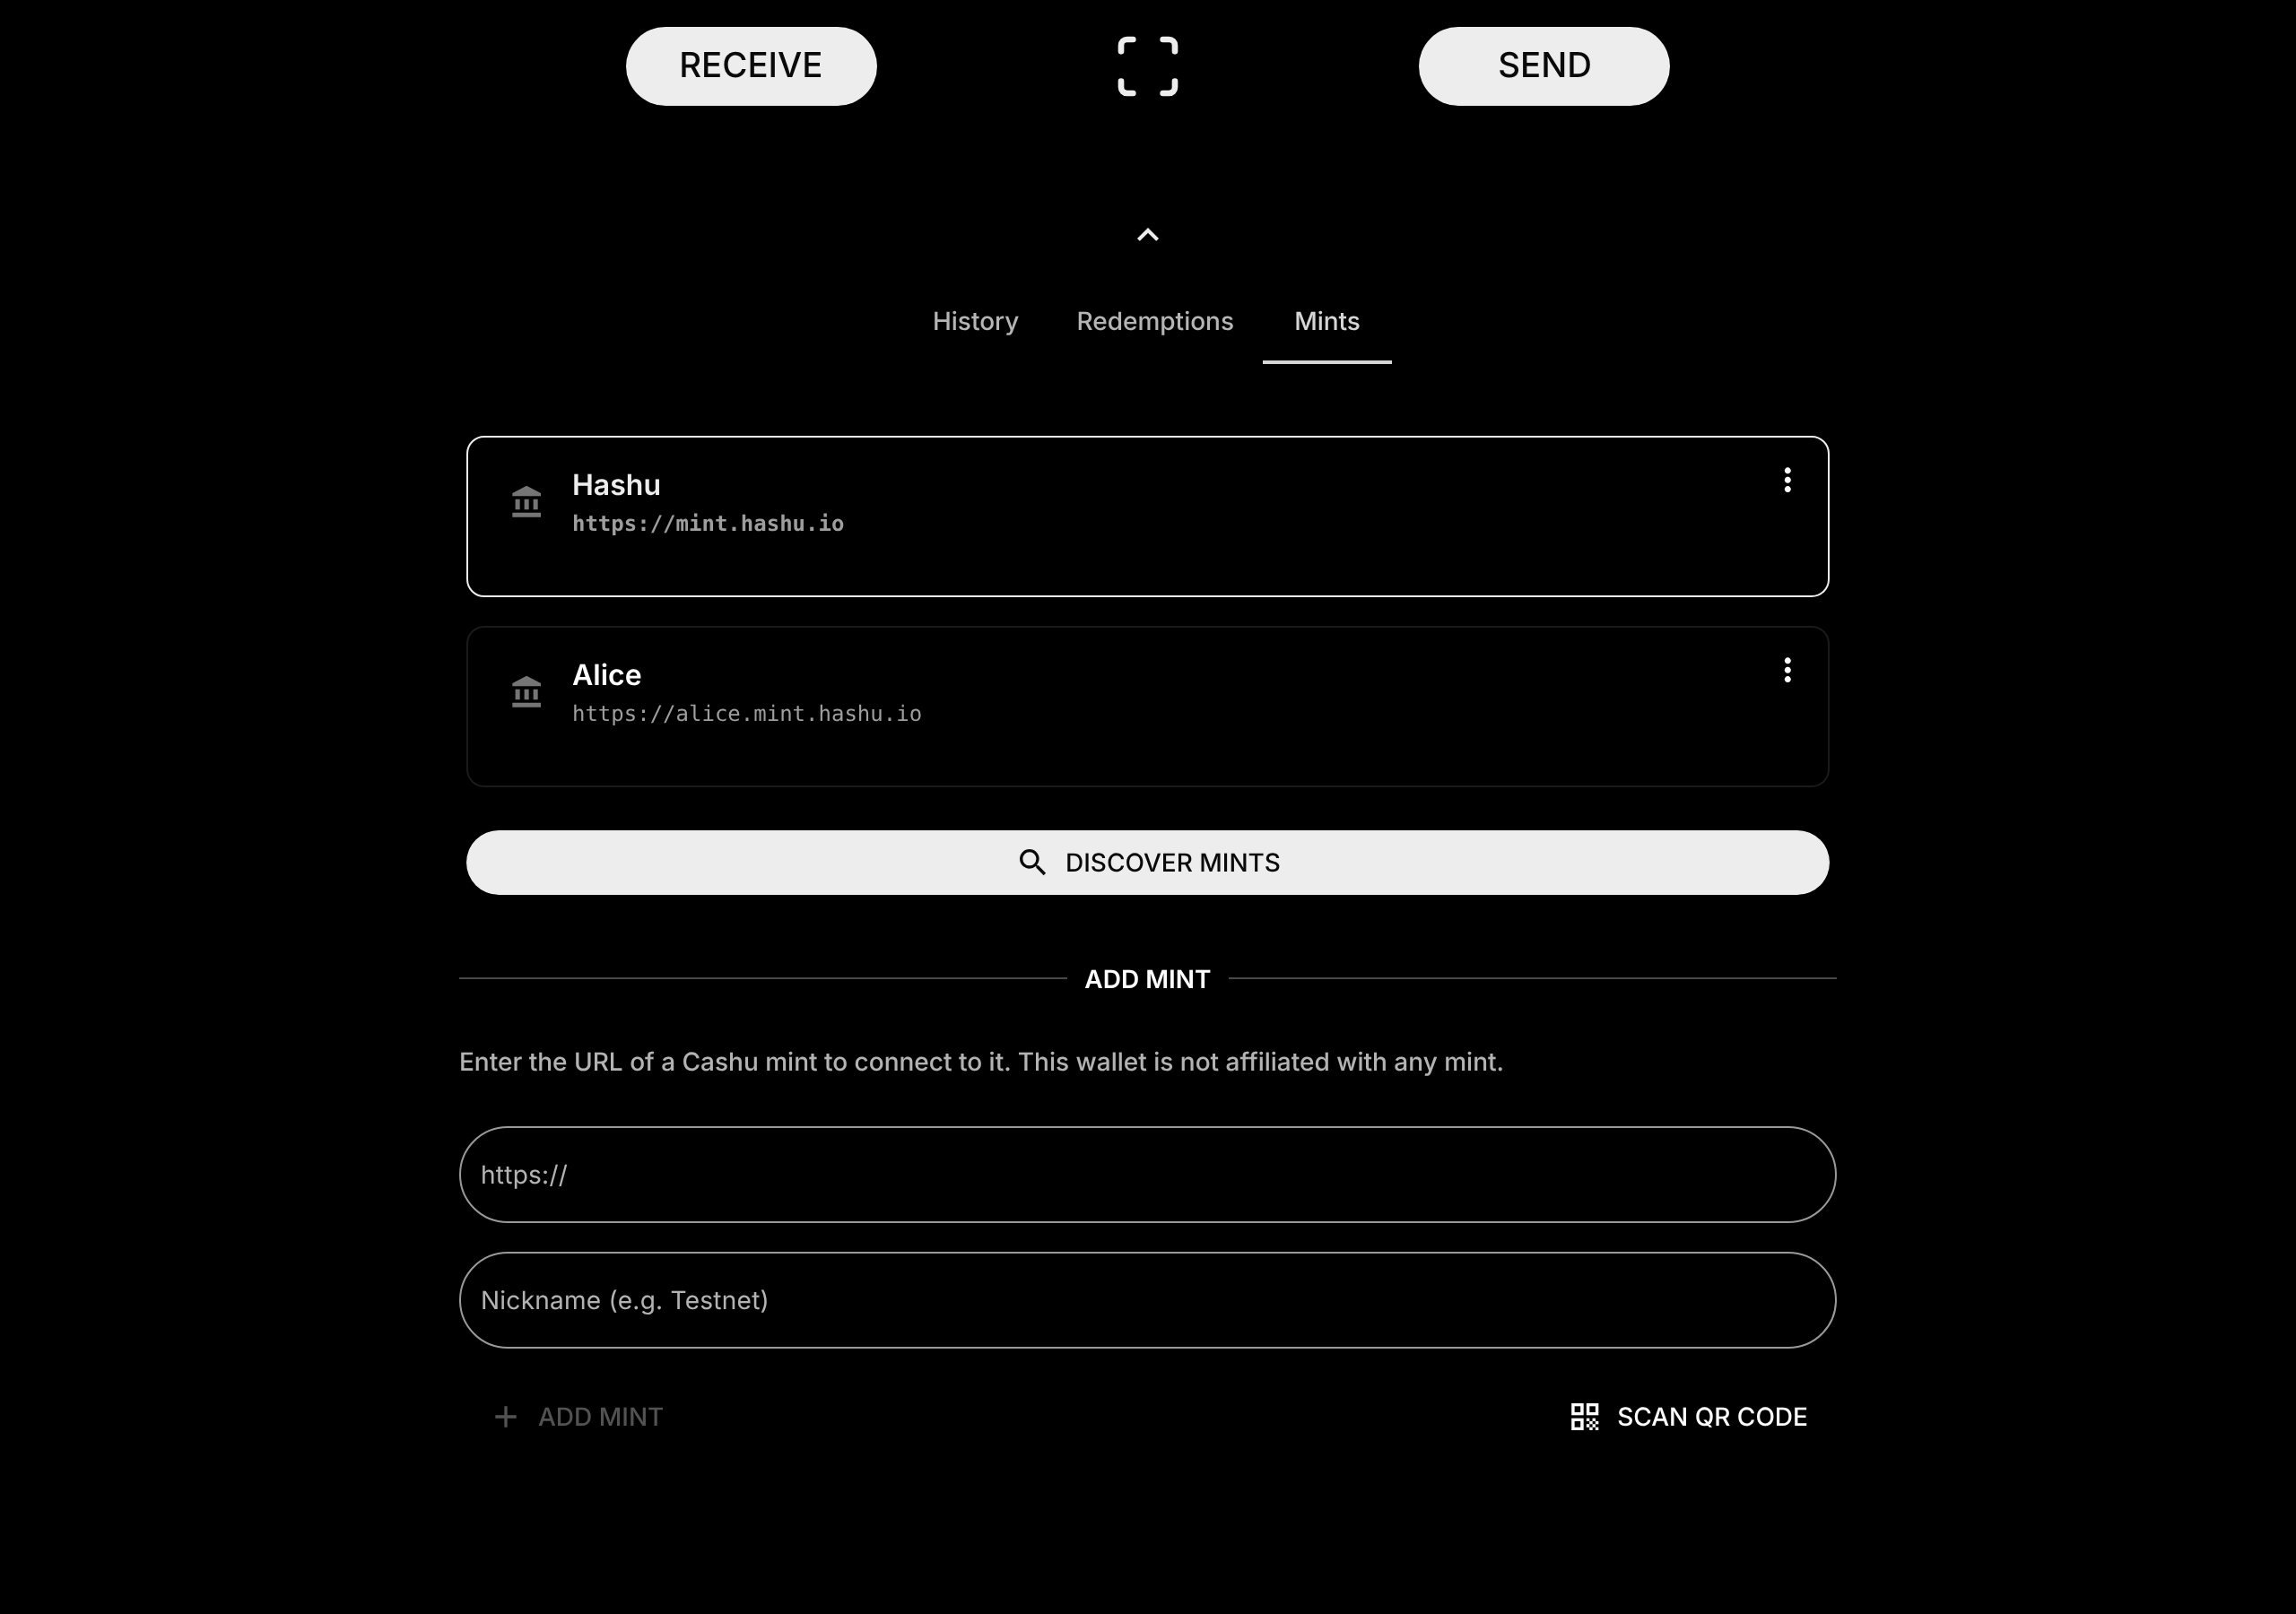 RECEIVE
SEND
History
Redemptions
Mints
Hashu
https://mint.hashu.io
Alice
https://alice.mint.hashu.io
DISCOVER MINTS
ADD MINT
Enter the URL of a Cashu mint to connect to it. This wallet is not affiliated with any mint.
https://
Nickname (e.g. Testnet)
ADD MINT
SCAN QR CODE